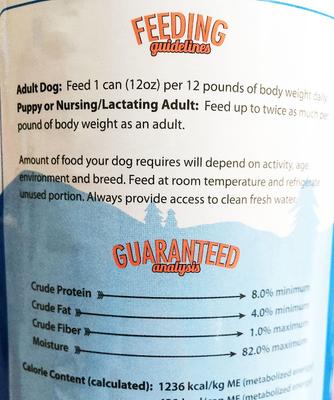 FEEDING
guidelines
Adult Dog: Feed 1 can (12oz) per 12 pounds of body weight daily
Puppy or Nursing/Lactating Adult: Feed up to twice as much per
pound of body weight as an adult.
Amount of food your dog requires will depend on activity, age
environment and breed. Feed at room temperature and refrigerate
unused portion. Always provide access to clean fresh water.
GUARANTEED
analysis
Crude Protein 8.0% minimum
Crude Fat 4.0% minimum
Crude Fiber 1.0% maximum
Moisture 82.0% maximum
Calorie Content (calculated): 1236 kcal/kg ME (metabolized energy)